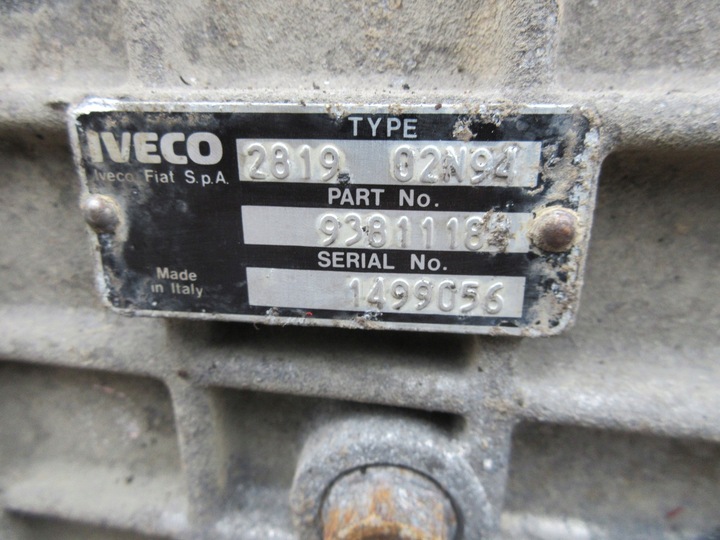 IVECO
Iveco Fiat S.p.A.
TYPE
2819 02N94
PART No.
SERIAL No.
1499056
Made
in Italy